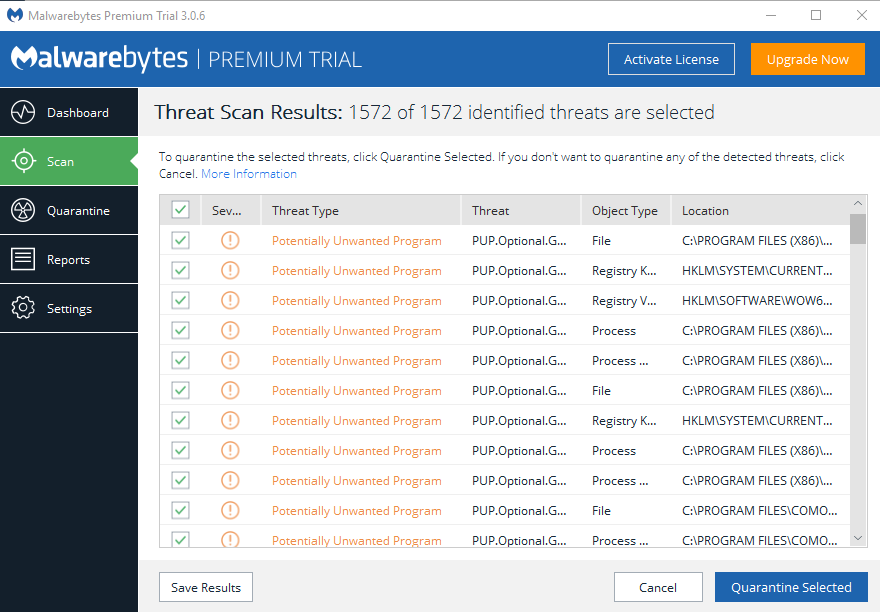 Malwarebytes Premium Trial 3.0.6
Malwarebytes | PREMIUM TRIAL
Activate License
Upgrade Now
Dashboard
Scan
Quarantine
Reports
Settings
Threat Scan Results: 1572 of 1572 identified threats are selected
To quarantine the selected threats, click Quarantine Selected. If you don't want to quarantine any of the detected threats, click
Cancel. More Information
Sev... Threat Type Threat Object Type Location
Potentially Unwanted Program PUP.Optional.G... File C:\PROGRAM FILES (X86)\...
Potentially Unwanted Program PUP.Optional.G... Registry K... HKLM\SYSTEM\CURRENT...
Potentially Unwanted Program PUP.Optional.G... Registry V... HKLM\SOFTWARE\WOW6...
Potentially Unwanted Program PUP.Optional.G... Process C:\PROGRAM FILES (X86)\...
Potentially Unwanted Program PUP.Optional.G... Process ... C:\PROGRAM FILES (X86)\...
Potentially Unwanted Program PUP.Optional.G... File C:\PROGRAM FILES (X86)\...
Potentially Unwanted Program PUP.Optional.G... Registry K... HKLM\SYSTEM\CURRENT...
Potentially Unwanted Program PUP.Optional.G... Process C:\PROGRAM FILES (X86)\...
Potentially Unwanted Program PUP.Optional.G... Process ... C:\PROGRAM FILES (X86)\...
Potentially Unwanted Program PUP.Optional.G... File C:\PROGRAM FILES\COMO...
Potentially Unwanted Program PUP.Optional.G... Process ... C:\PROGRAM FILES\COMO...
Save Results
Cancel
Quarantine Selected